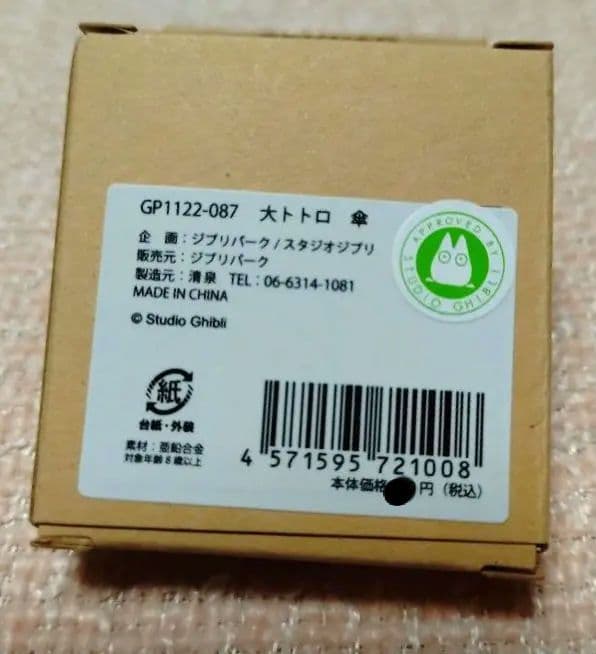 GP1122-087 大トトロ 傘
企 画：ジブリパーク / スタジオジブリ
販売元：ジブリパーク
製造元：清泉 TEL：06-6314-1081
MADE IN CHINA
© Studio Ghibli
APPROVED BY
STUDIO GHIBLI
紙
台紙・外装
素材：亜鉛合金
対象年齢８歳以上
4 571595 721008
本体価格 円（税込）